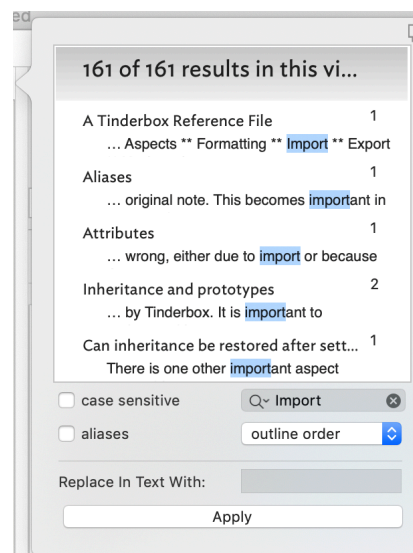 ed
161 of 161 results in this vi...
A Tinderbox Reference File 1
... Aspects ** Formatting ** Import ** Export
Aliases 1
... original note. This becomes important in
Attributes 1
... wrong, either due to import or because
Inheritance and prototypes 2
... by Tinderbox. It is important to
Can inheritance be restored after sett... 1
There is one other important aspect
case sensitive
Import
aliases
outline order
Replace In Text With:
Apply